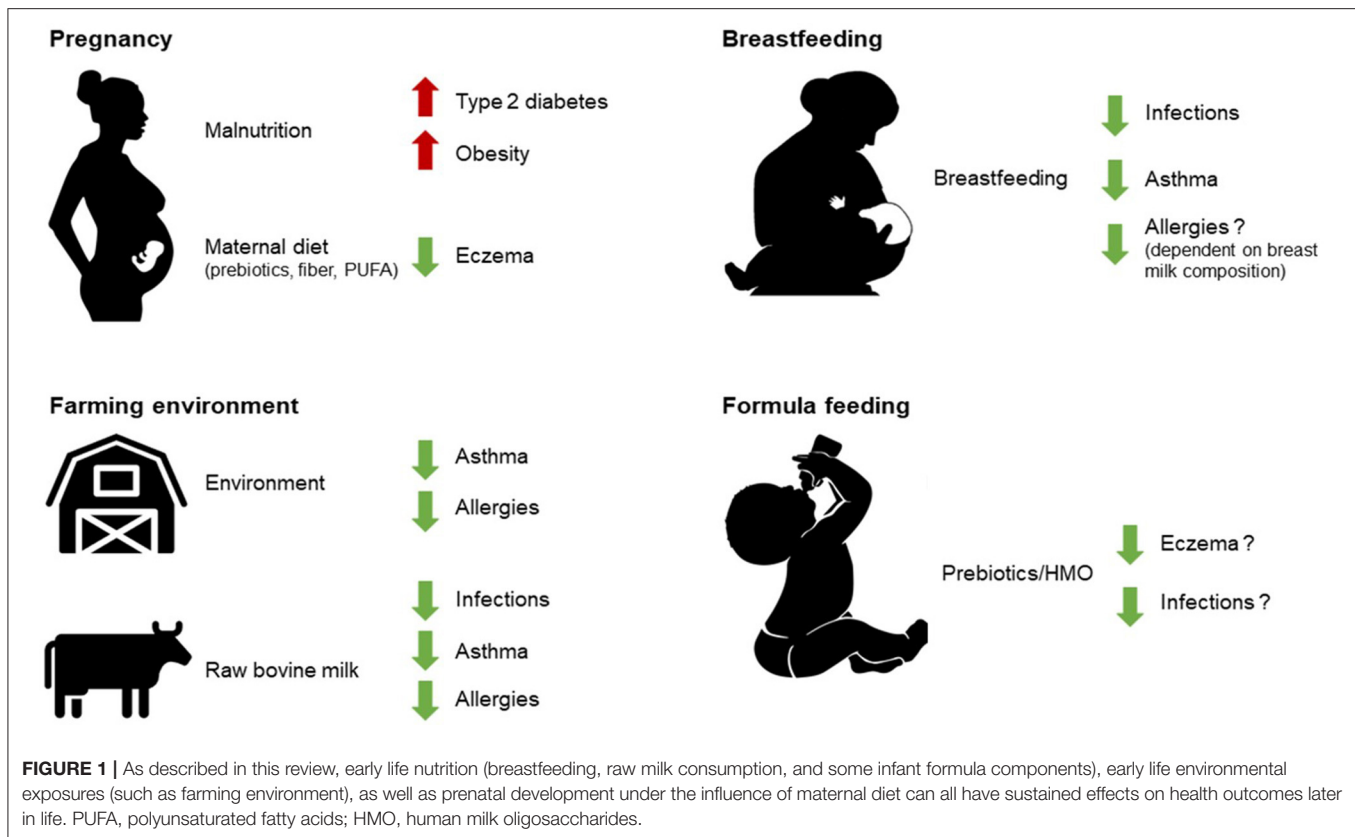 Pregnancy
Malnutrition
Type 2 diabetes
Obesity
Maternal diet
(prebiotics, fiber, PUFA)
Eczema
Breastfeeding
Breastfeeding
Infections
Asthma
Allergies ?
(dependent on breast
milk composition)
Farming environment
Environment
Asthma
Allergies
Raw bovine milk
Infections
Asthma
Allergies
Formula feeding
Prebiotics/HMO
Eczema ?
Infections ?
FIGURE 1 | As described in this review, early life nutrition (breastfeeding, raw milk consumption, and some infant formula components), early life environmental
exposures (such as farming environment), as well as prenatal development under the influence of maternal diet can all have sustained effects on health outcomes later
in life. PUFA, polyunsaturated fatty acids; HMO, human milk oligosaccharides.